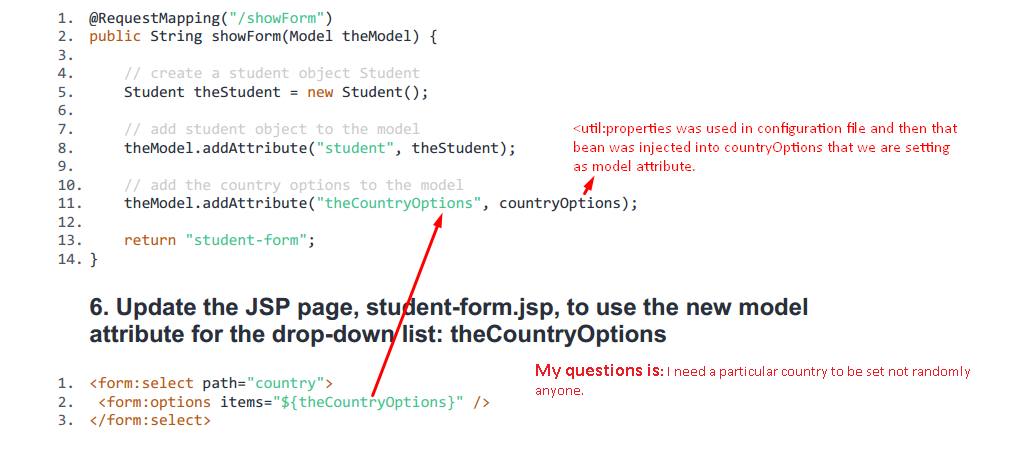 1. @RequestMapping("/showForm")
2. public String showForm(Model theModel) {
3.
4. // create a student object Student
5. Student theStudent = new Student();
6.
7. // add student object to the model
8. theModel.addAttribute("student", theStudent);
9.
10. // add the country options to the model
11. theModel.addAttribute("theCountryOptions", countryOptions);
12.
13. return "student-form";
14. }
<util:properties was used in configuration file and then that
bean was injected into countryOptions that we are setting
as model attribute.
6. Update the JSP page, student-form.jsp, to use the new model
attribute for the drop-down list: theCountryOptions
1. <form:select path="country">
2. <form:options items="${theCountryOptions}" />
3. </form:select>
My questions is: I need a particular country to be set not randomly
anyone.